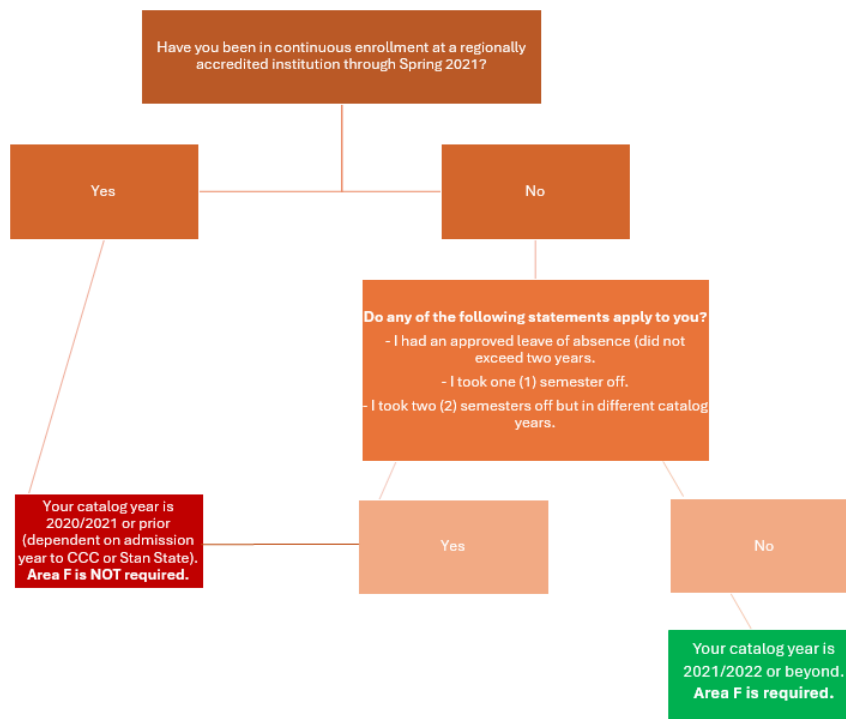 Have you been in continuous enrollment at a regionally
accredited institution through Spring 2021?
Yes
No
Do any of the following statements apply to you?
- I had an approved leave of absence (did not
exceed two years.
- I took one (1) semester off.
- I took two (2) semesters off but in different catalog
years.
Your catalog year is
2020/2021 or prior
(dependent on admission
year to CCC or Stan State).
Area F is NOT required.
Yes
No
Your catalog year is
2021/2022 or beyond.
Area F is required.